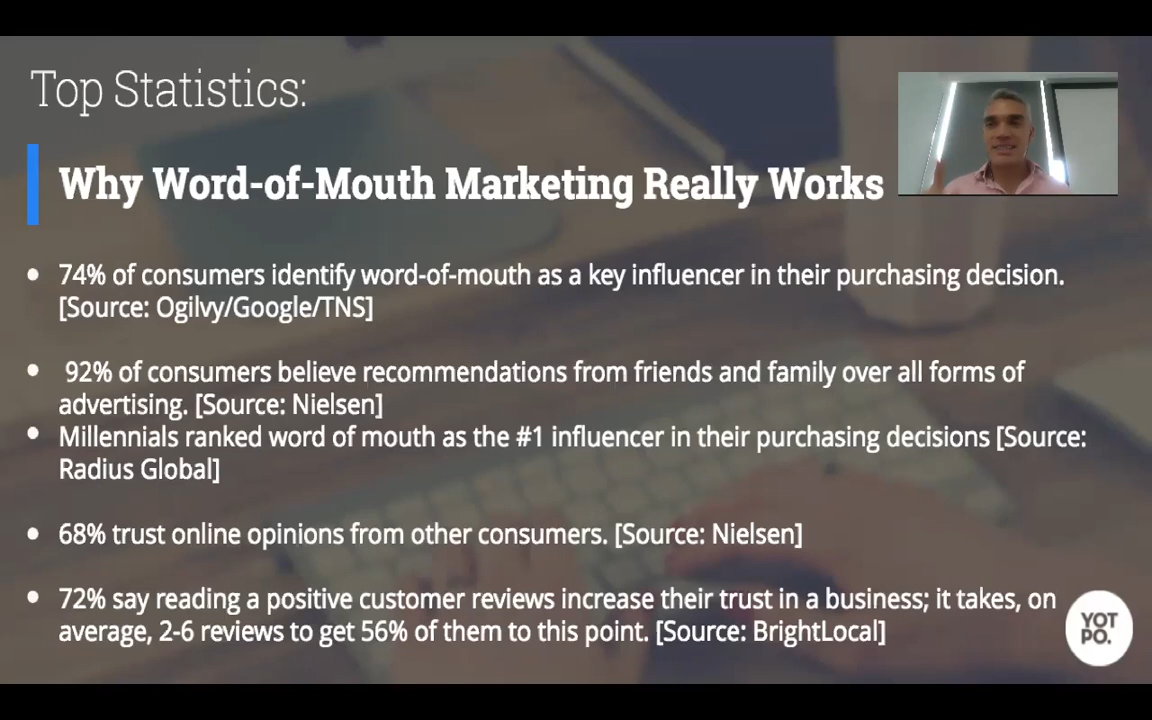 Top Statistics:
Why Word-of-Mouth Marketing Really Works
• 74% of consumers identify word-of-mouth as a key influencer in their purchasing decision.
[Source: Ogilvy/Google/TNS]
• 92% of consumers believe recommendations from friends and family over all forms of
advertising. [Source: Nielsen]
• Millennials ranked word of mouth as the #1 influencer in their purchasing decisions [Source:
Radius Global]
• 68% trust online opinions from other consumers. [Source: Nielsen]
• 72% say reading a positive customer reviews increase their trust in a business; it takes, on
average, 2-6 reviews to get 56% of them to this point. [Source: BrightLocal]
YOT
PO.